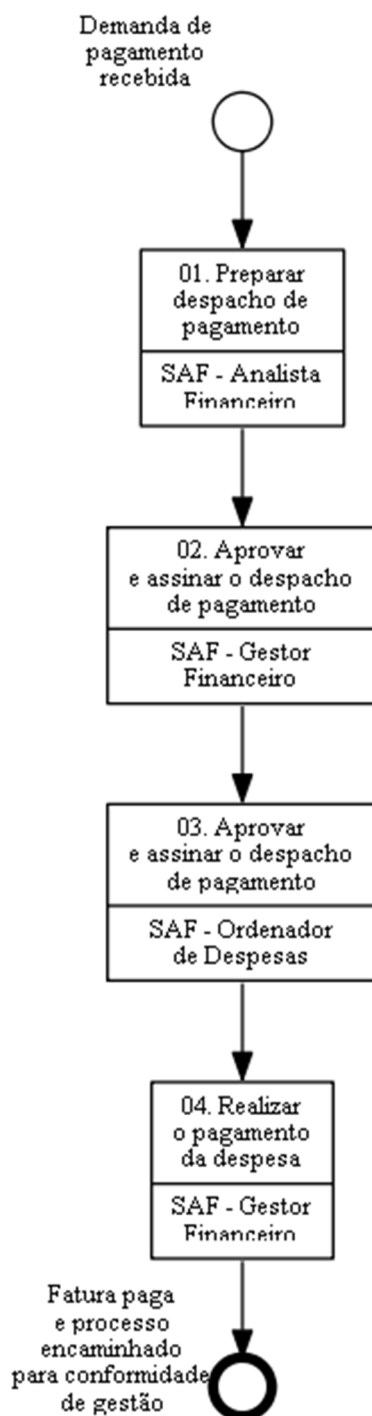 Demanda de
pagamento
recebida
01. Preparar
despacho de
pagamento
SAF - Analista
Financeiro
02. Aprovar
e assinar o despacho
de pagamento
SAF - Gestor
Financeiro
03. Aprovar
e assinar o despacho
de pagamento
SAF - Ordenador
de Despesas
04. Realizar
o pagamento
da despesa
SAF - Gestor
Financeiro
Fatura paga
e processo
encaminhado
para conformidade
de gestão